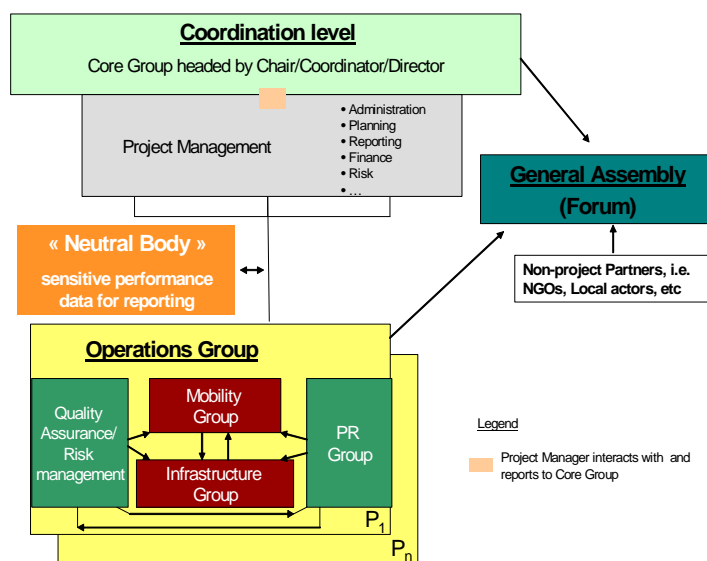 Coordination level
Core Group headed by Chair/Coordinator/Director
Project Management
• Administration
• Planning
• Reporting
• Finance
• Risk
• ...
General Assembly
(Forum)
« Neutral Body »
sensitive performance
data for reporting
Non-project Partners, i.e.
NGOs, Local actors, etc
Operations Group
Quality
Assurance/
Risk
management
Mobility
Group
Infrastructure
Group
PR
Group
P1
Pn
Legend
Project Manager interacts with and
reports to Core Group